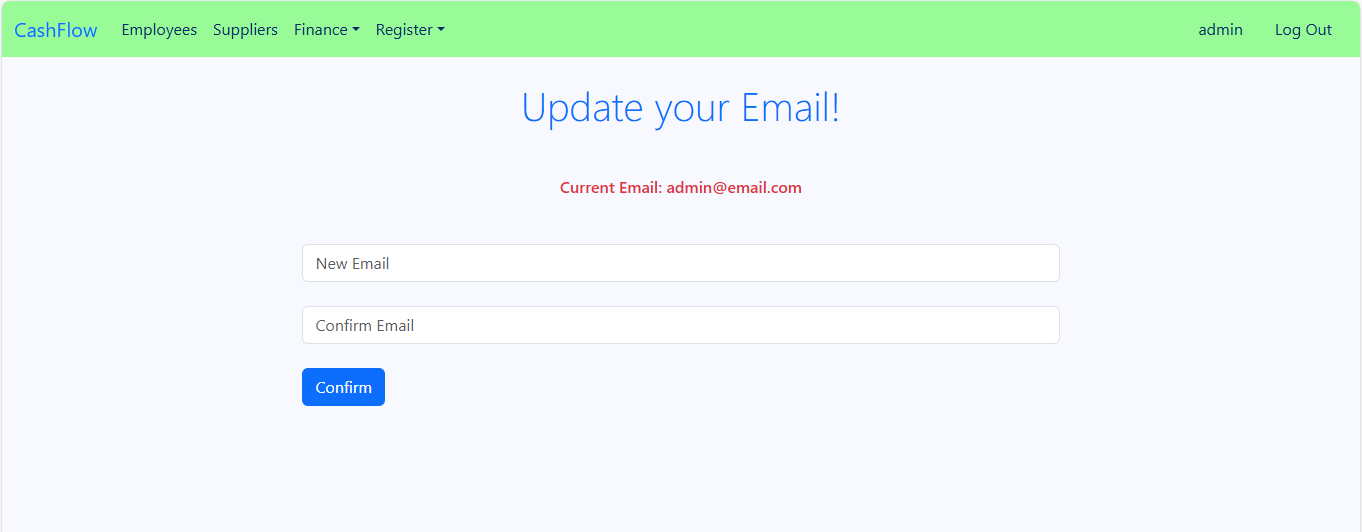 CashFlow Employees Suppliers Finance Register admin Log Out
Update your Email!
Current Email: admin@email.com
New Email
Confirm Email
Confirm